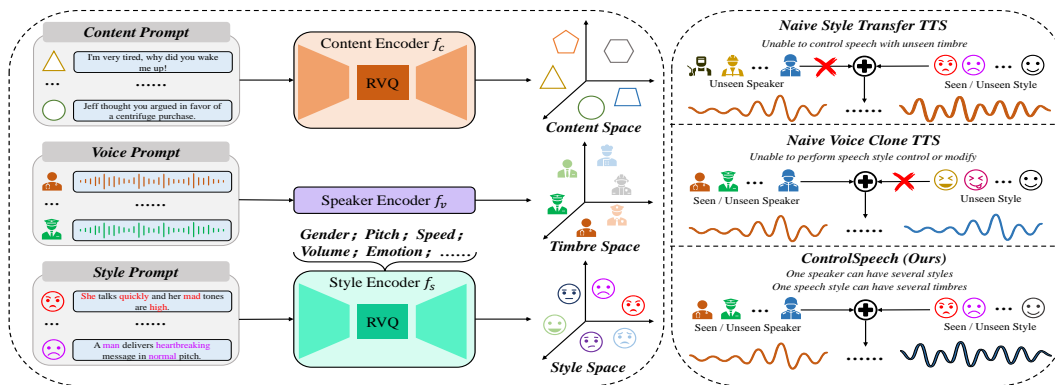 Content Prompt
I'm very tired, why did you wake
me up!
...... ......
Jeff thought you argued in favor of
a centrifuge purchase.
Content Encoder f_c
RVQ
Content Space
Voice Prompt
...... ......
Speaker Encoder f_v
Timbre Space
Gender; Pitch; Speed;
Volume; Emotion; ......
Style Prompt
She talks quickly and her mad tones
are high.
...... ......
A man delivers heartbreaking
message in normal pitch.
Style Encoder f_s
RVQ
Style Space
Naive Style Transfer TTS
Unable to control speech with unseen timbre
...
Unseen Speaker
...
Seen / Unseen Style
......
Naive Voice Clone TTS
Unable to perform speech style control or modify
...
Seen / Unseen Speaker
...
Unseen Style
ControlSpeech (Ours)
One speaker can have several styles
One speech style can have several timbres
...
Seen / Unseen Speaker
...
Seen / Unseen Style
......